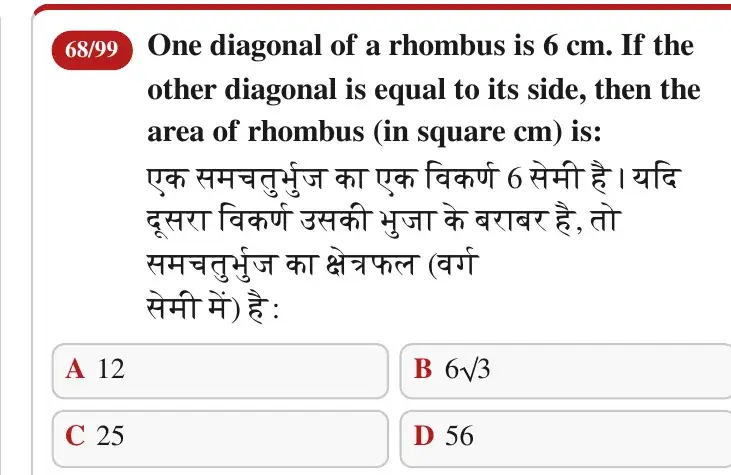 68/99 One diagonal of a rhombus is 6 cm. If the
other diagonal is equal to its side, then the
area of rhombus (in square cm) is:
एक समचतुर्भुज का एक विकर्ण 6 सेमी है। यदि
दूसरा विकर्ण उसकी भुजा के बराबर है, तो
समचतुर्भुज का क्षेत्रफल (वर्ग
सेमी में) है :
A 12
B 6√3
C 25
D 56